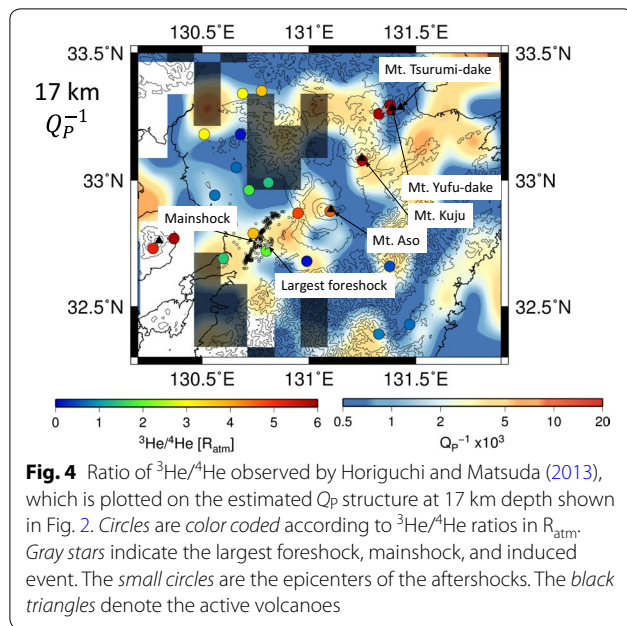 130.5°E 131°E 131.5°E
33.5°N 33.5°N
17 km
Q_P^{-1}
Mt. Tsurumi-dake
33°N 33°N
Mt. Yufu-dake
Mt. Kuju
Mainshock
Mt. Aso
Largest foreshock
32.5°N 32.5°N
130.5°E 131°E 131.5°E
0 1 2 3 4 5 6
³He/⁴He [R_atm]
0.5 1 2 5 10 20
Q_P^{-1} x10³
Fig. 4 Ratio of ³He/⁴He observed by Horiguchi and Matsuda (2013),
which is plotted on the estimated Q_P structure at 17 km depth shown
in Fig. 2. Circles are color coded according to ³He/⁴He ratios in R_atm.
Gray stars indicate the largest foreshock, mainshock, and induced
event. The small circles are the epicenters of the aftershocks. The black
triangles denote the active volcanoes